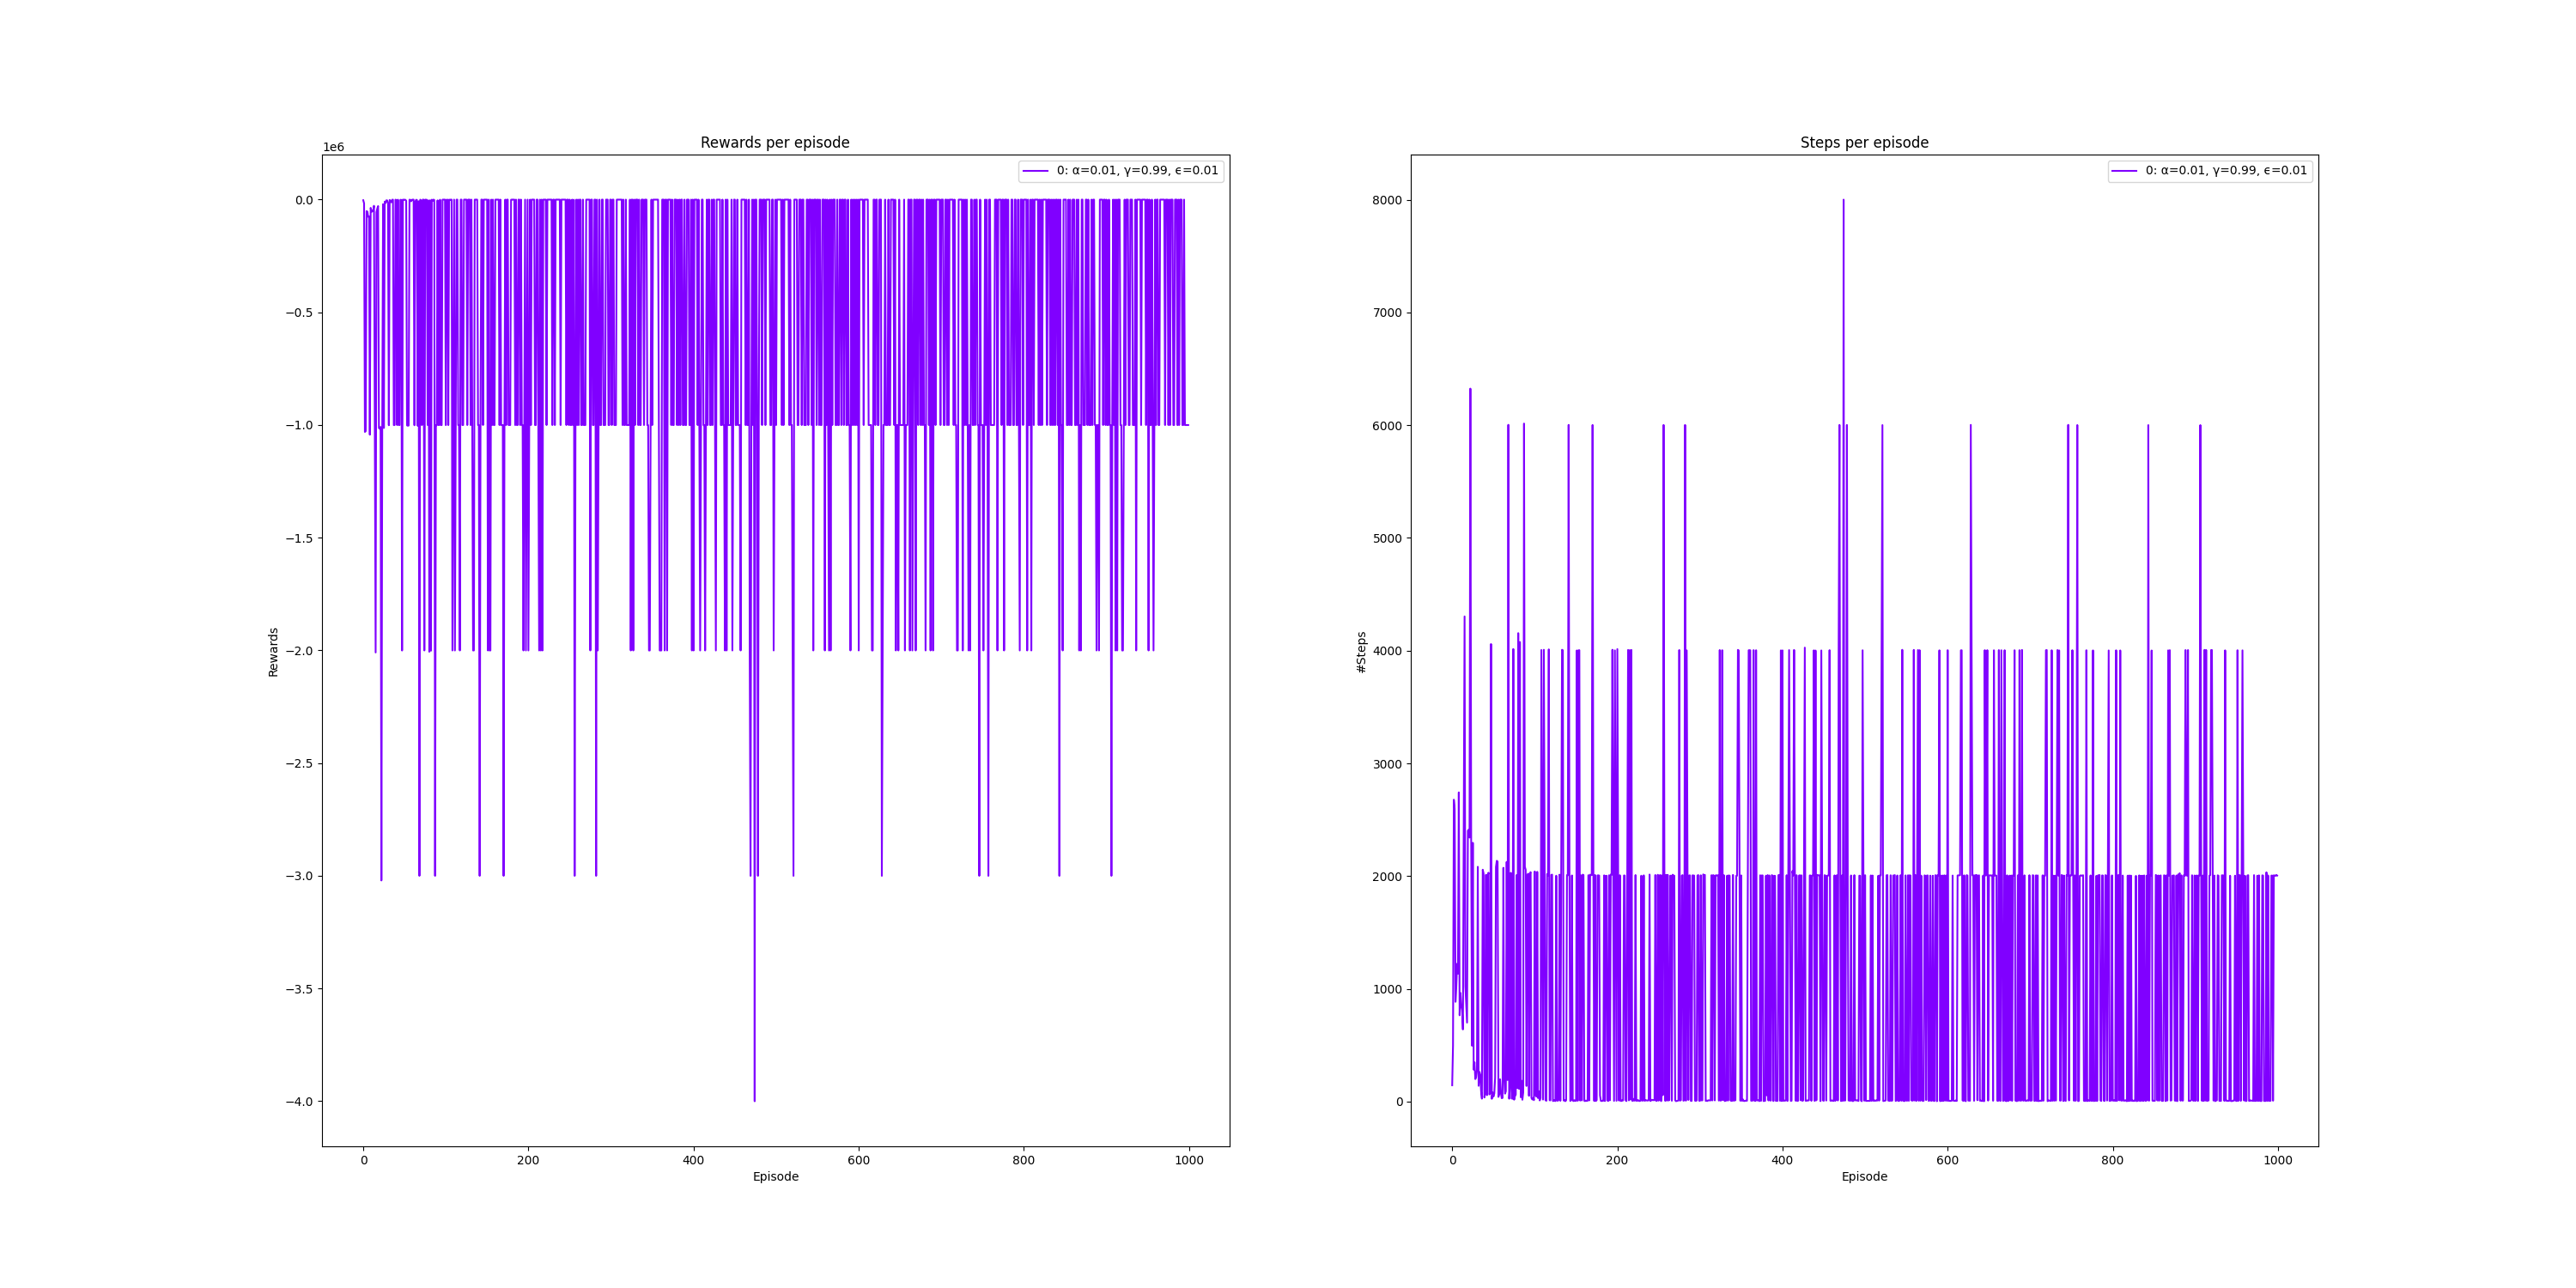 Rewards per episode
1e6
0: α=0.01, γ=0.99, ϵ=0.01
0.0
−0.5
−1.0
−1.5
−2.0
−2.5
−3.0
−3.5
−4.0
Rewards
0 200 400 600 800 1000
Episode
Steps per episode
0: α=0.01, γ=0.99, ϵ=0.01
8000
7000
6000
5000
4000
3000
2000
1000
0
#Steps
0 200 400 600 800 1000
Episode